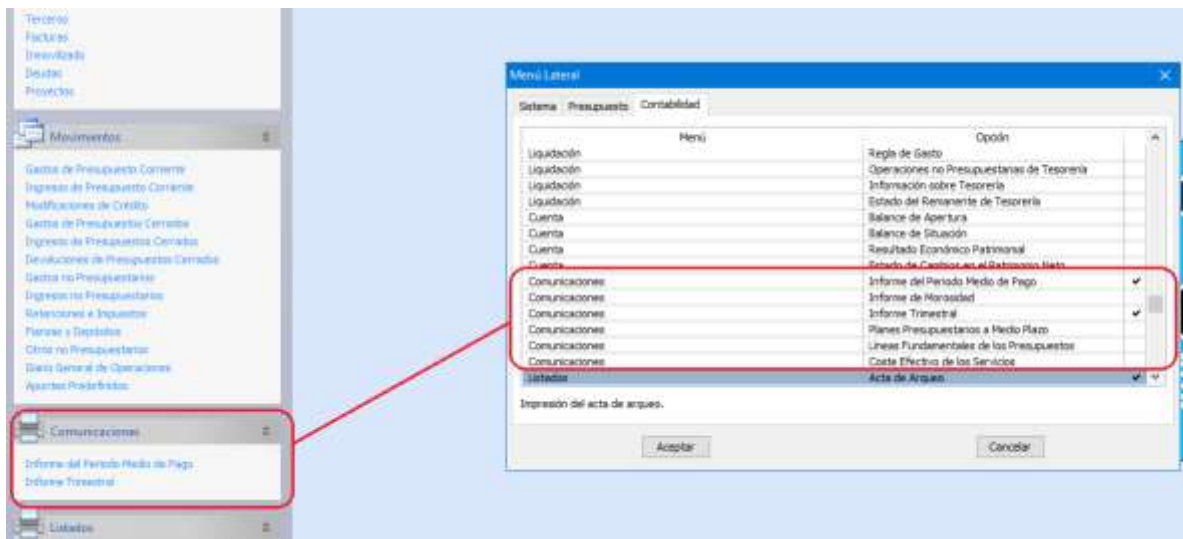 Terceros
Facturas
Inmovilizado
Deudas
Proyectos
Movimientos
Gastos de Presupuesto Corriente
Ingresos de Presupuesto Corriente
Modificaciones de Crédito
Gastos de Presupuestos Cerrados
Ingresos de Presupuestos Cerrados
Devoluciones de Presupuestos Cerrados
Gastos no Presupuestarios
Ingresos no Presupuestarios
Retenciones e Impuestos
Fianzas y Depósitos
Otros no Presupuestarios
Diario General de Operaciones
Apuntes Predefinidos
Comunicaciones
Informe del Periodo Medio de Pago
Informe Trimestral
Listados
Menú Lateral
Sistema Presupuesto Contabilidad
Menú Opción
Liquidación Regla de Gasto
Liquidación Operaciones no Presupuestarias de Tesorería
Liquidación Información sobre Tesorería
Liquidación Estado del Remanente de Tesorería
Cuenta Balance de Apertura
Cuenta Balance de Situación
Cuenta Resultado Económico Patrimonial
Cuenta Estado de Cambios en el Patrimonio Neto
Comunicaciones Informe del Periodo Medio de Pago ✔
Comunicaciones Informe de Morosidad
Comunicaciones Informe Trimestral ✔
Comunicaciones Planes Presupuestarios a Medio Plazo
Comunicaciones Líneas Fundamentales de los Presupuestos
Comunicaciones Coste Efectivo de los Servicios
Listados Acta de Arqueo ✔
Impresión del acta de arqueo.
Aceptar Cancelar